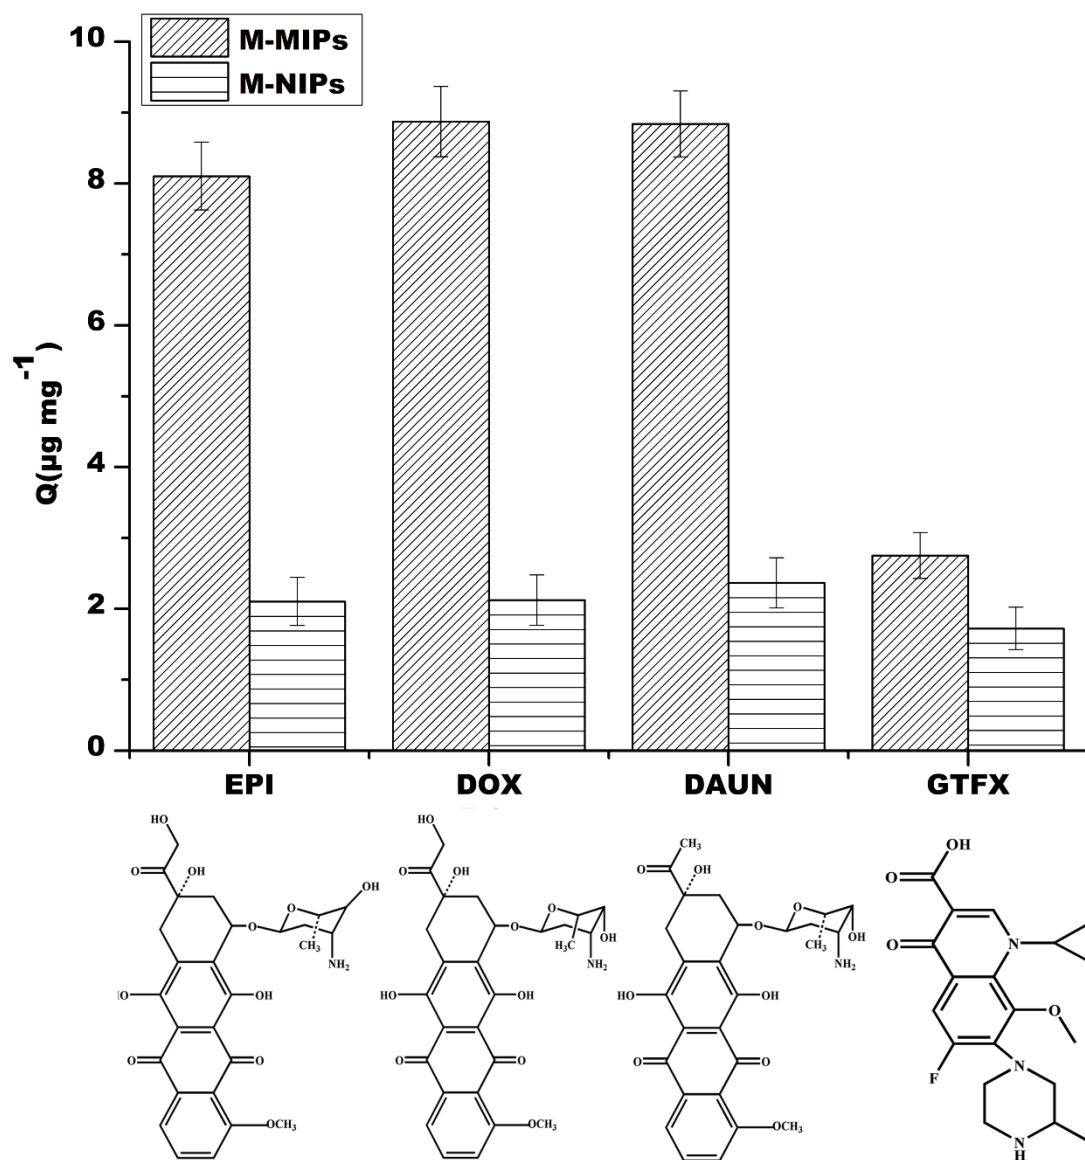 M-MIPs
M-NIPs
10
8
6
4
2
0
Q(µg mg-1)
EPI DOX DAUN GTFX
HO HO CH3 OH
O OH O OH O OH O
O OH O O
O O O N
CH3 H3C OH CH3 OH
NH2 NH2 NH2
HO OH HO OH HO OH O
O O O O O O F N
OCH3 OCH3 OCH3
N
H